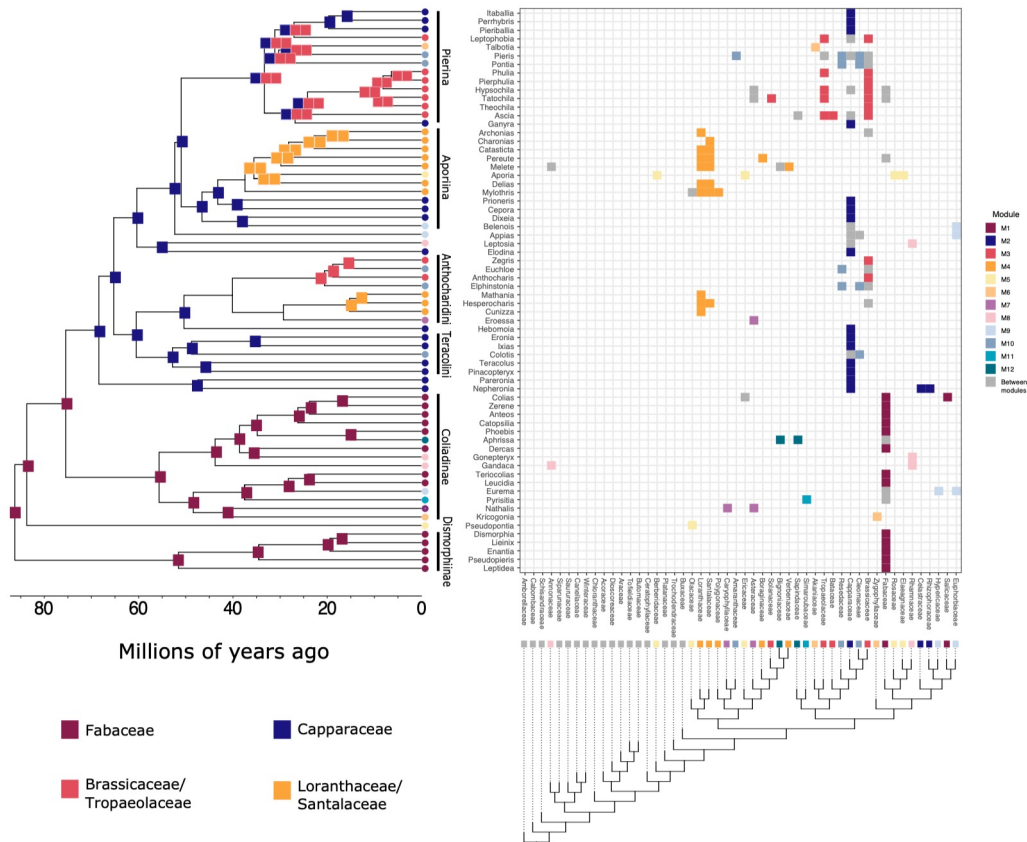 Pierina
Aporiina
Anthocharidini
Teracolini
Coliadinae
Dismorphiinae
80
60
40
20
0
Millions of years ago
Fabaceae
Capparaceae
Brassicaceae/
Tropaeolaceae
Loranthaceae/
Santalaceae
Itaballia
Perrhybris
Pieriballia
Leptophobia
Talbotia
Pieris
Pontia
Phulia
Pierphulia
Hypsochila
Tatochila
Theochila
Ascia
Ganyra
Archonias
Charonias
Catasticta
Pereute
Melete
Aporia
Delias
Mylothris
Prioneris
Cepora
Dixeia
Belenois
Appias
Leptosia
Elodina
Zegris
Euchloe
Anthocharis
Elphinstonia
Mathania
Hesperocharis
Cunizza
Eroessa
Hebomoia
Eronia
Ixias
Colotis
Teracolus
Pinacopteryx
Pareronia
Nepheronia
Colias
Zerene
Anteos
Catopsilia
Phoebis
Aphrissa
Dercas
Gonepteryx
Gandaca
Teriocolias
Leucidia
Eurema
Pyrisitia
Nathalis
Kricogonia
Pseudopontia
Dismorphia
Lieinix
Enantia
Pseudopieris
Leptidea
Amborellaceae
Cabombaceae
Schisandraceae
Annonaceae
Siparunaceae
Saururaceae
Canellaceae
Winteraceae
Chloranthaceae
Acoraceae
Dioscoreaceae
Araceae
Tofieldiaceae
Butomaceae
Ceratophyllaceae
Berberidaceae
Platanaceae
Trochodendraceae
Buxaceae
Olacaceae
Loranthaceae
Santalaceae
Polygonaceae
Caryophyllaceae
Amaranthaceae
Ericaceae
Asteraceae
Boraginaceae
Solanaceae
Bignoniaceae
Verbenaceae
Sapindaceae
Simaroubaceae
Akaniaceae
Tropaeolaceae
Bataceae
Resedaceae
Capparaceae
Cleomaceae
Brassicaceae
Zygophyllaceae
Fabaceae
Rosaceae
Elaeagnaceae
Rhamnaceae
Celastraceae
Rhizophoraceae
Hypericaceae
Salicaceae
Euphorbiaceae
Module
M1
M2
M3
M4
M5
M6
M7
M8
M9
M10
M11
M12
Between
modules